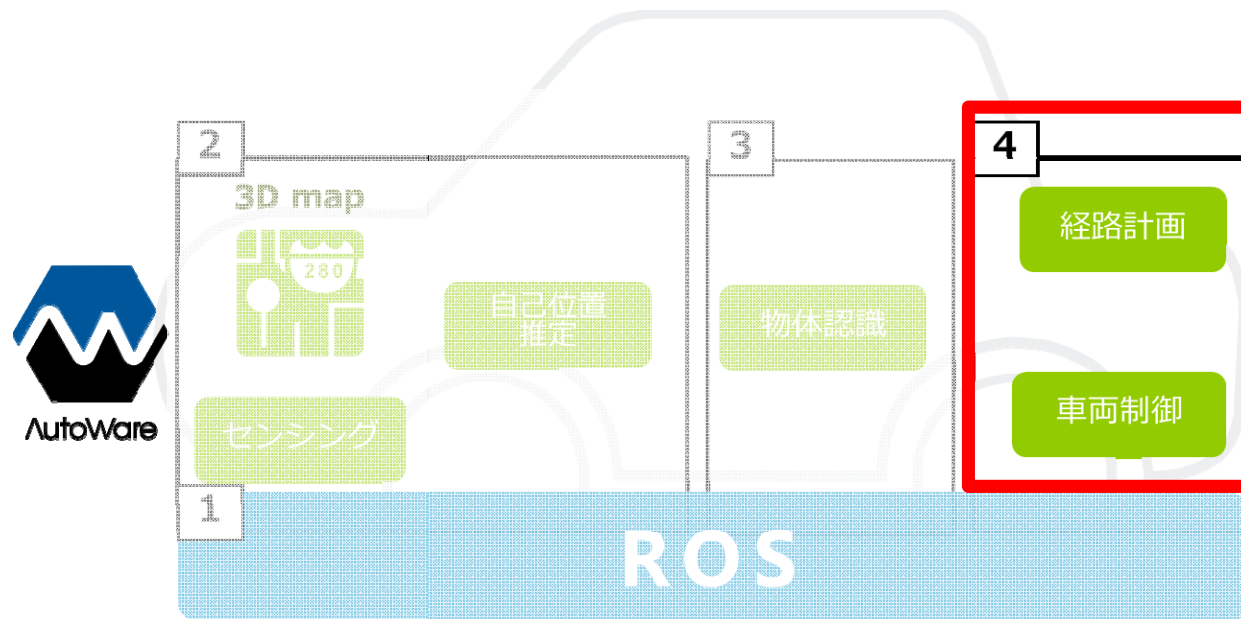 2
3
4
3D map
280
経路計画
自己位置
推定
物体認識
車両制御
AutoWare
センシング
1
ROS